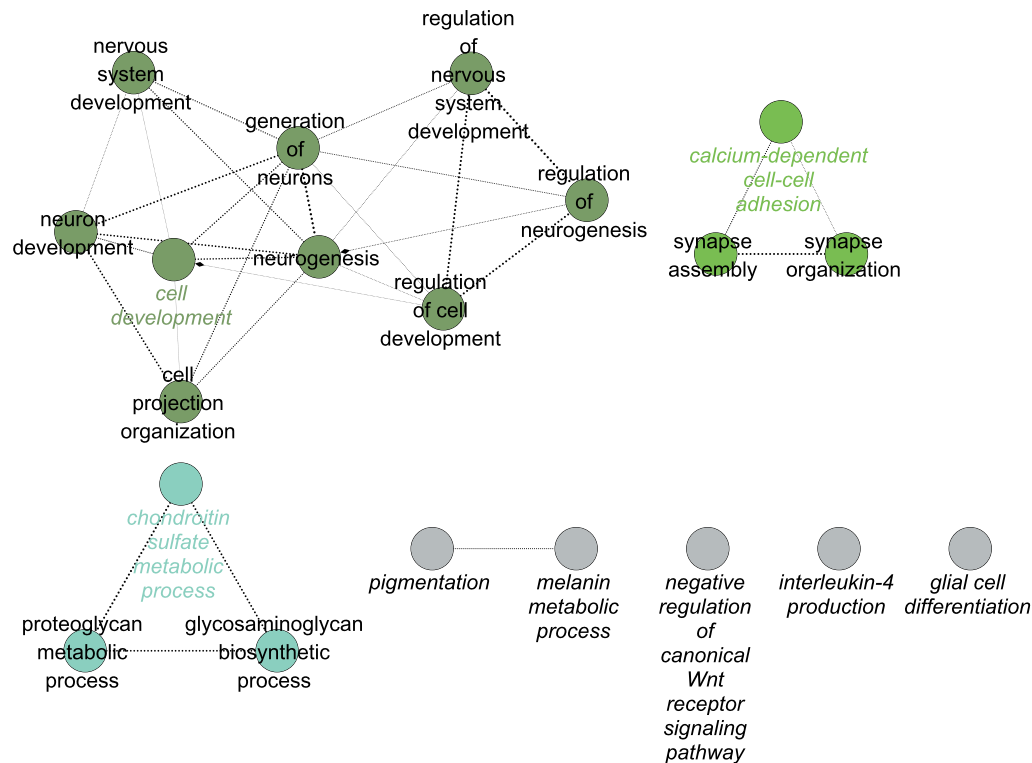 nervous
system
development
regulation
of
nervous
system
development
generation
of
neurons
regulation
of
neurogenesis
neuron
development
cell
development
neurogenesis
regulation
of cell
development
cell
projection
organization
calcium-dependent
cell-cell
adhesion
synapse
assembly
synapse
organization
chondroitin
sulfate
metabolic
process
proteoglycan
metabolic
process
glycosaminoglycan
biosynthetic
process
pigmentation
melanin
metabolic
process
negative
regulation
of
canonical
Wnt
receptor
signaling
pathway
interleukin-4
production
glial cell
differentiation